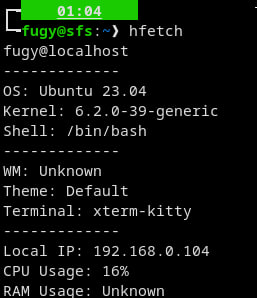 01:04
fugy@sfs:~❯ hfetch
fugy@localhost
-------------
OS: Ubuntu 23.04
Kernel: 6.2.0-39-generic
Shell: /bin/bash
-------------
WM: Unknown
Theme: Default
Terminal: xterm-kitty
-------------
Local IP: 192.168.0.104
CPU Usage: 16%
RAM Usage: Unknown